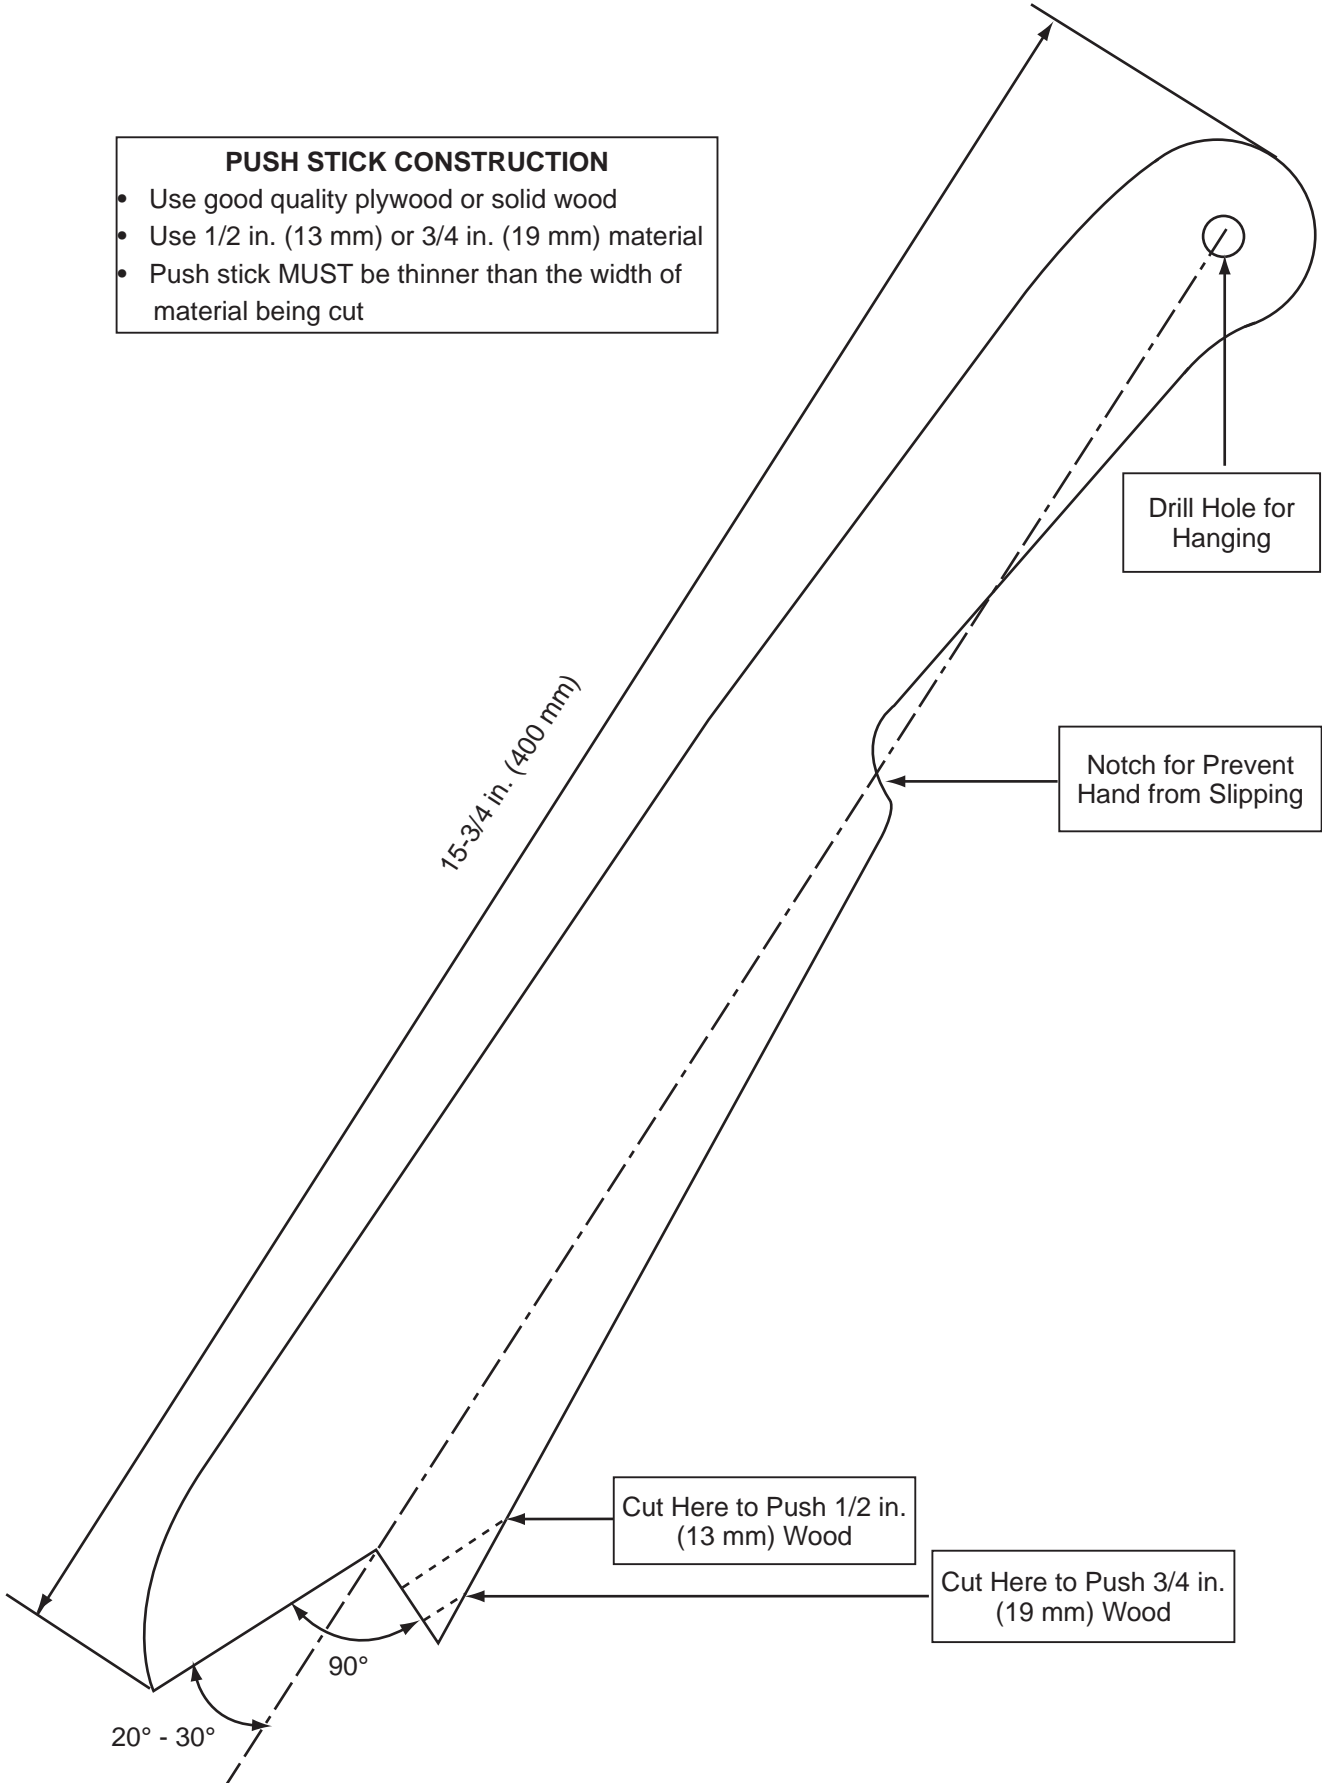 PUSH STICK CONSTRUCTION
• Use good quality plywood or solid wood
• Use 1/2 in. (13 mm) or 3/4 in. (19 mm) material
• Push stick MUST be thinner than the width of
material being cut
Drill Hole for
Hanging
15-3/4 in. (400 mm)
Notch for Prevent
Hand from Slipping
Cut Here to Push 1/2 in.
(13 mm) Wood
Cut Here to Push 3/4 in.
(19 mm) Wood
90°
20° - 30°